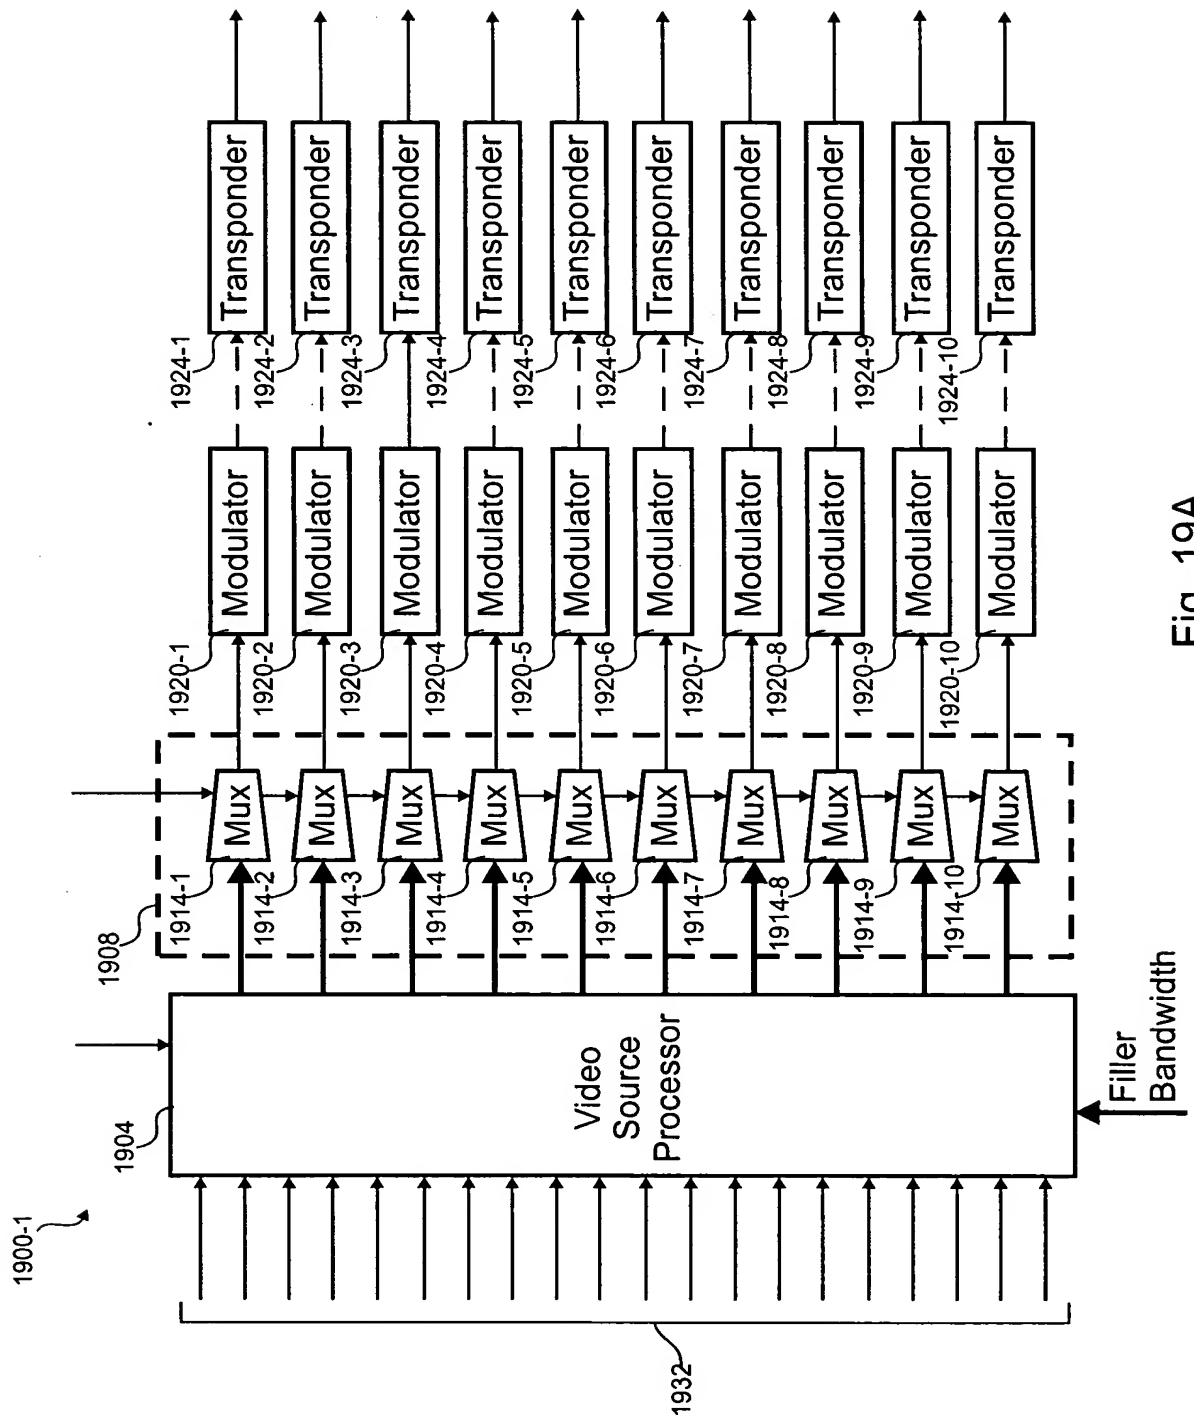 1900-1
1932
1904
Video
Source
Processor
Filler
Bandwidth
1908
1914-1
Mux
1914-2
Mux
1914-3
Mux
1914-4
Mux
1914-5
Mux
1914-6
Mux
1914-7
Mux
1914-8
Mux
1914-9
Mux
1914-10
Mux
1920-1
Modulator
1920-2
Modulator
1920-3
Modulator
1920-4
Modulator
1920-5
Modulator
1920-6
Modulator
1920-7
Modulator
1920-8
Modulator
1920-9
Modulator
1920-10
Modulator
1924-1
Transponder
1924-2
Transponder
1924-3
Transponder
1924-4
Transponder
1924-5
Transponder
1924-6
Transponder
1924-7
Transponder
1924-8
Transponder
1924-9
Transponder
1924-10
Transponder
Fig. 19A